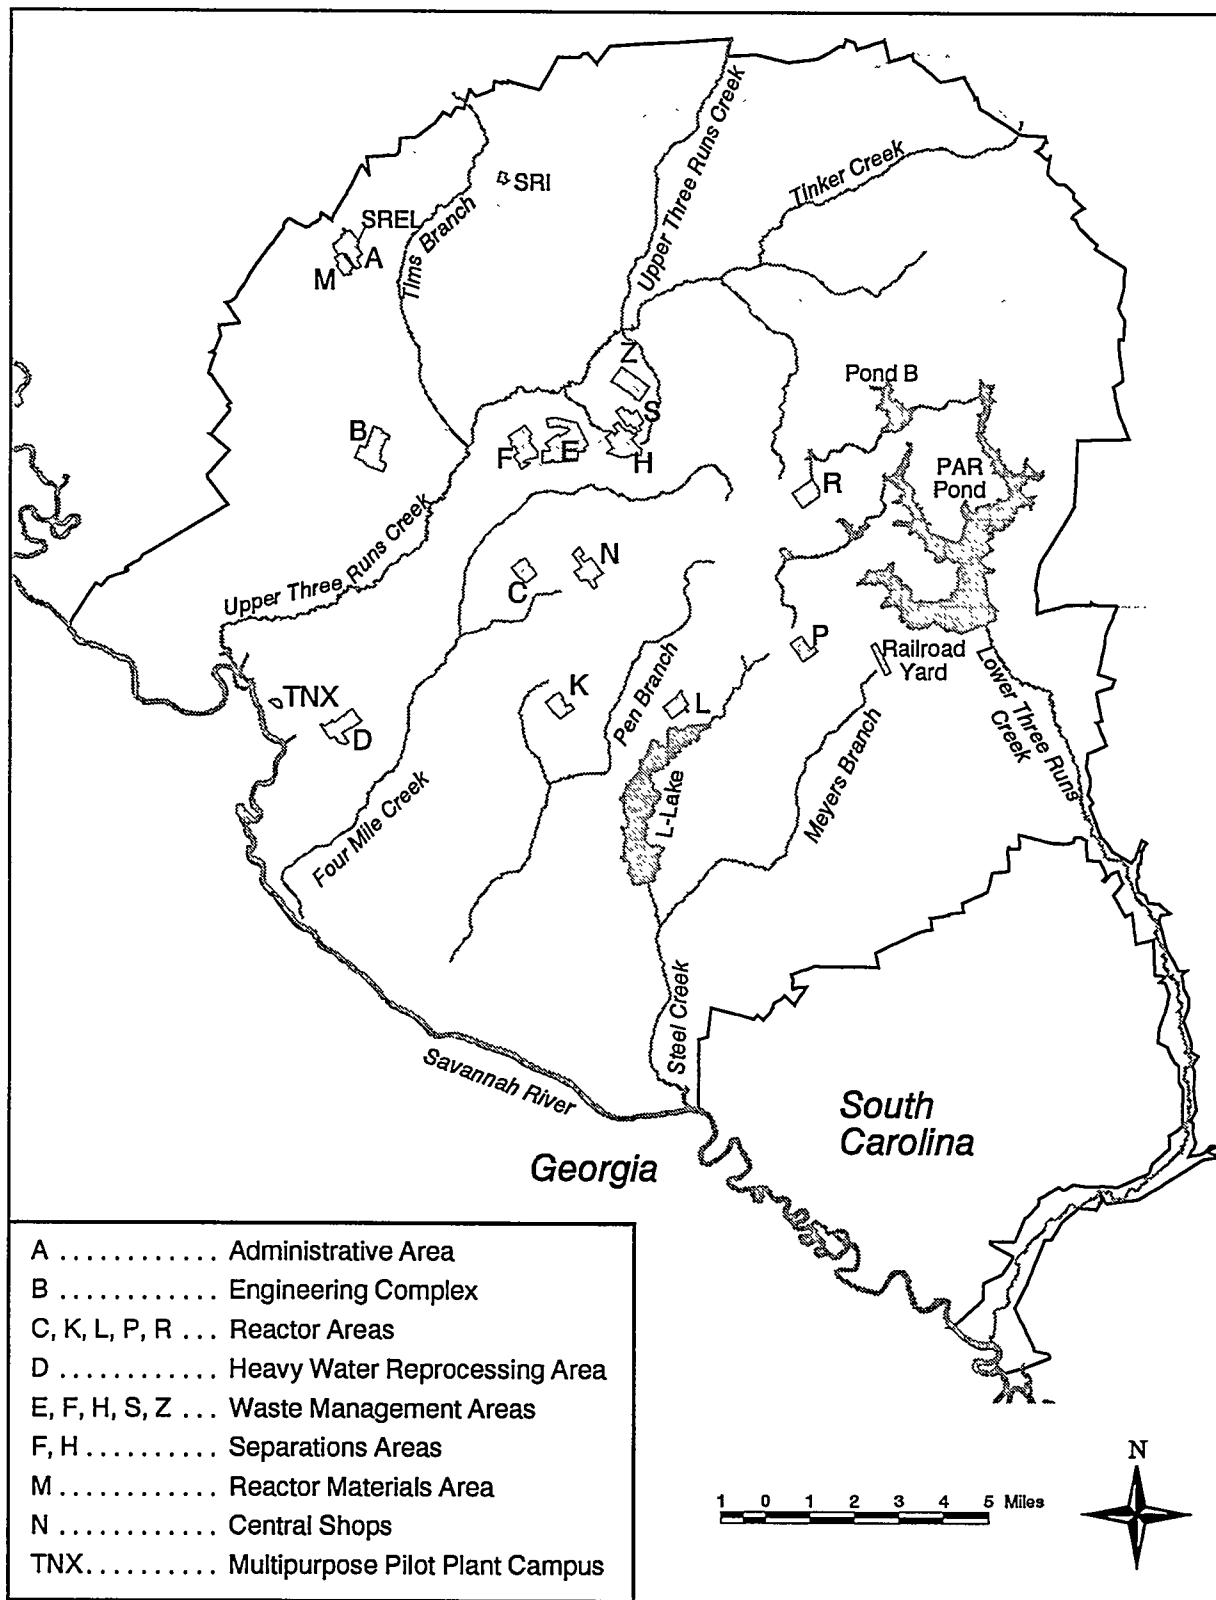 Upper Three Runs Creek
Tinker Creek
SRI
SREL
Tims Branch
A
M
Z
Pond B
S
B
F
E
H
R
PAR
Pond
Upper Three Runs Creek
N
C
P
Railroad
Yard
Lower Three Runs
Creek
Pen Branch
K
L
TNX
D
Meyers Branch
L-Lake
Four Mile Creek
Steel Creek
Savannah River
South
Carolina
Georgia
A ............ Administrative Area
B ............ Engineering Complex
C, K, L, P, R ... Reactor Areas
D ............ Heavy Water Reprocessing Area
E, F, H, S, Z ... Waste Management Areas
F, H .......... Separations Areas
M ............ Reactor Materials Area
N ............ Central Shops
TNX.......... Multipurpose Pilot Plant Campus
N
1 0 1 2 3 4 5 Miles